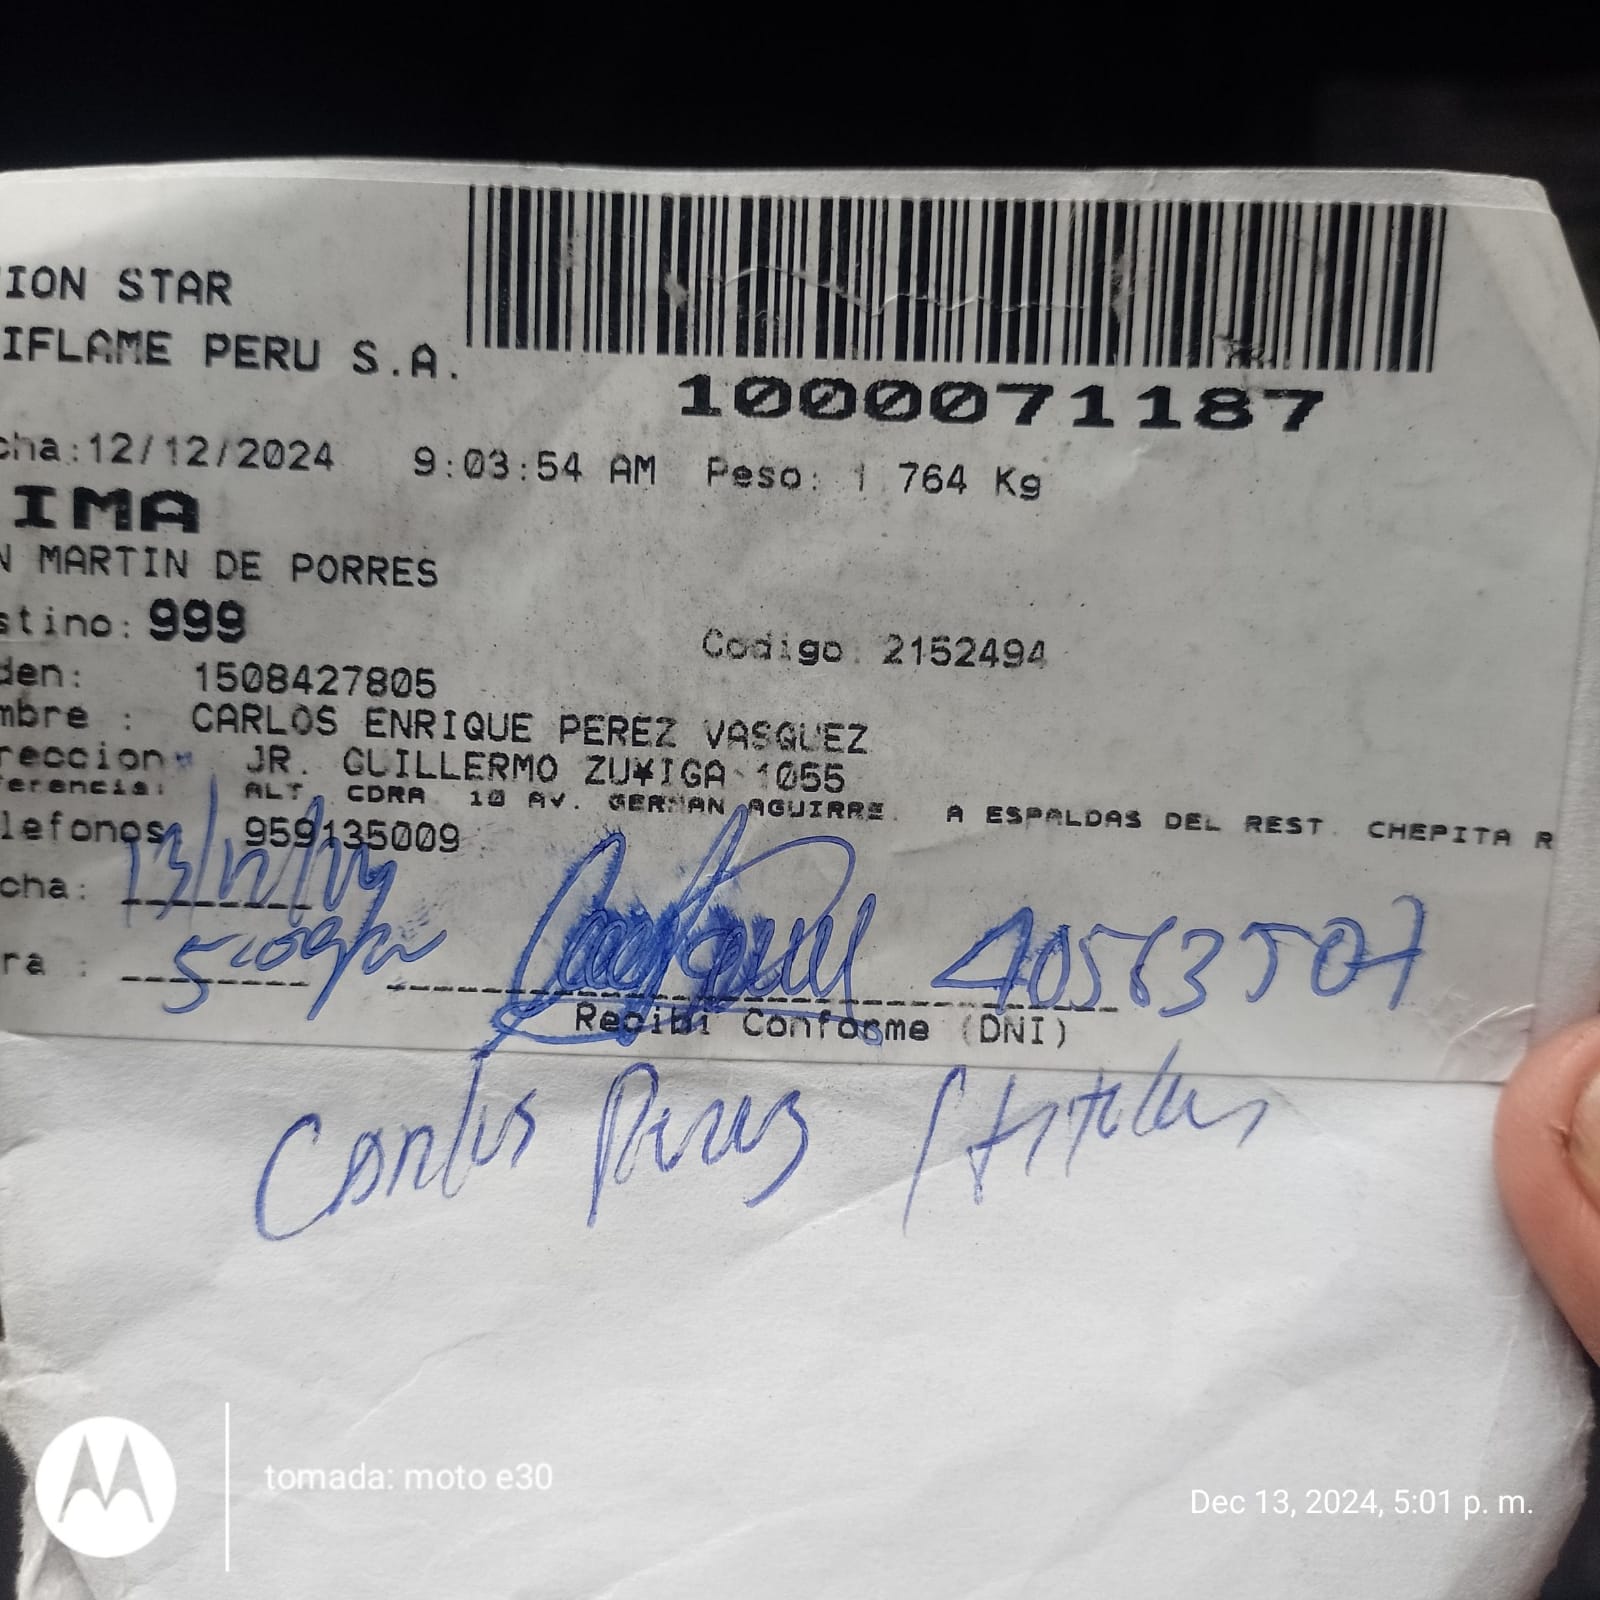 ION STAR
IFLAME PERU S.A.
1000071187
cha:12/12/2024 9:03:54 AM Peso: 1 764 Kg
IMA
N MARTIN DE PORRES
stino: 999
Codigo: 2152494
den: 1508427805
mbre : CARLOS ENRIQUE PEREZ VASQUEZ
reccion: JR. GUILLERMO ZU¥IGA 1055
ferencia: ALT. CDRA 10 AV. GERMAN AGUIRRE. A ESPALDAS DEL REST. CHEPITA R
lefonos: 959135009
cha: 13/12/24
ra :
40563507
Recibi Conforme (DNI)
Carlos Perez
tomada: moto e30
Dec 13, 2024, 5:01 p. m.